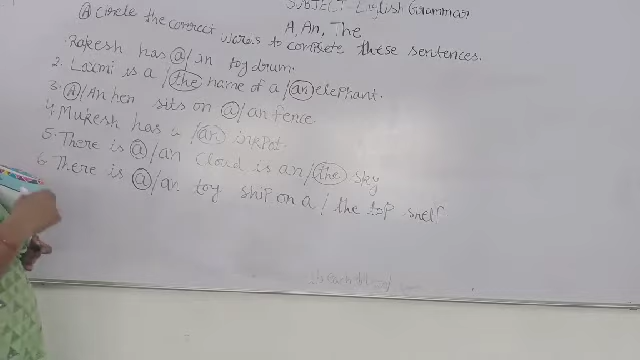 SUBJECT - English Grammar
A, An, The
(A) Circle the correct words to complete these sentences.
Rakesh has a / an toy drum.
2. Laxmi is a / the name of a / an elephant.
3. A / An hen sits on a / an fence
4. Mukesh has a / an inkpot.
5. There is a / an cloud is an / the sky
6. There is a / an toy ship on a / the top shelf